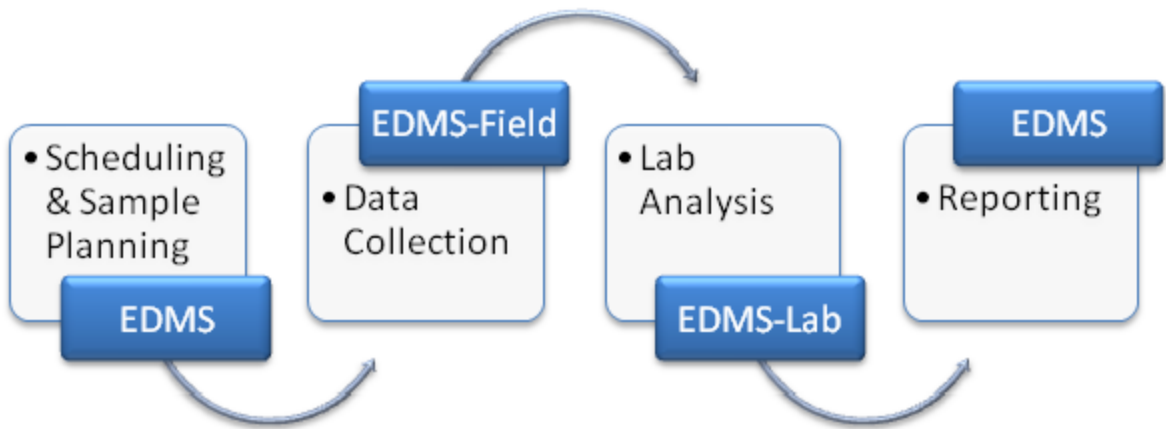 • Scheduling
& Sample
Planning
EDMS
EDMS-Field
• Data
Collection
• Lab
Analysis
EDMS-Lab
EDMS
• Reporting